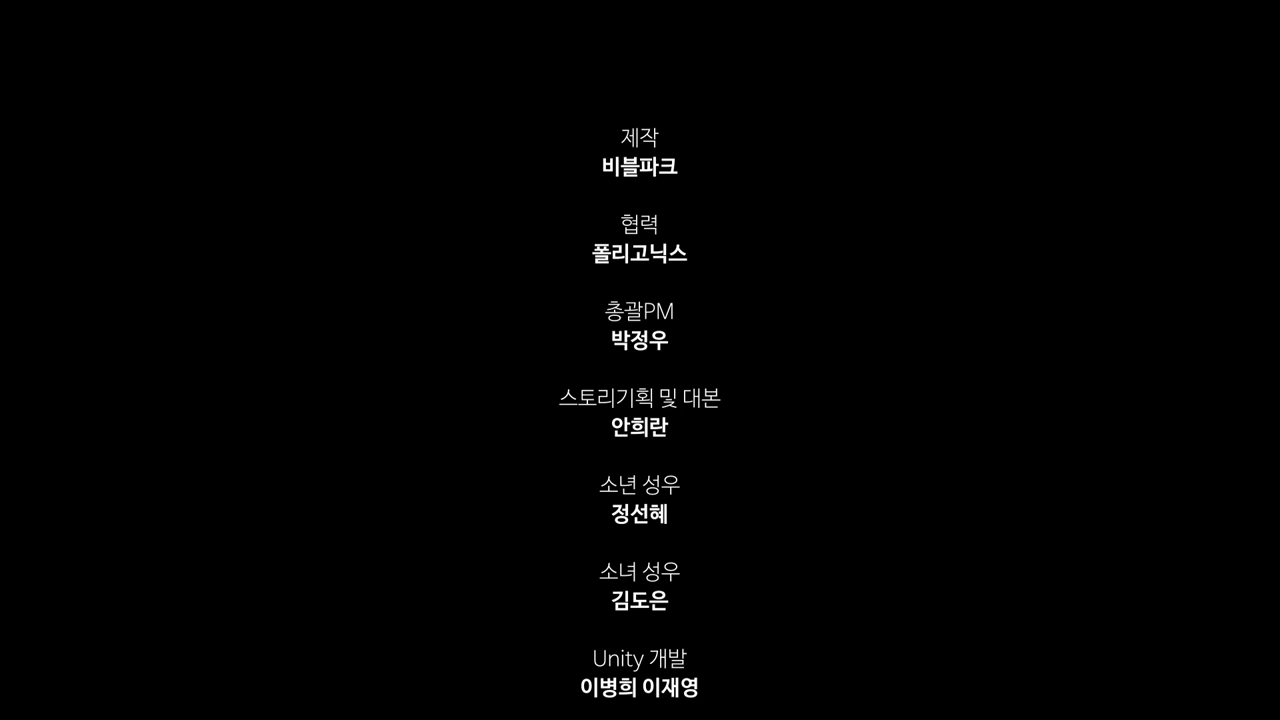 제작
비블파크
협력
폴리고닉스
총괄PM
박정우
스토리기획 및 대본
안희란
소년 성우
정선혜
소녀 성우
김도은
Unity 개발
이병희 이재영